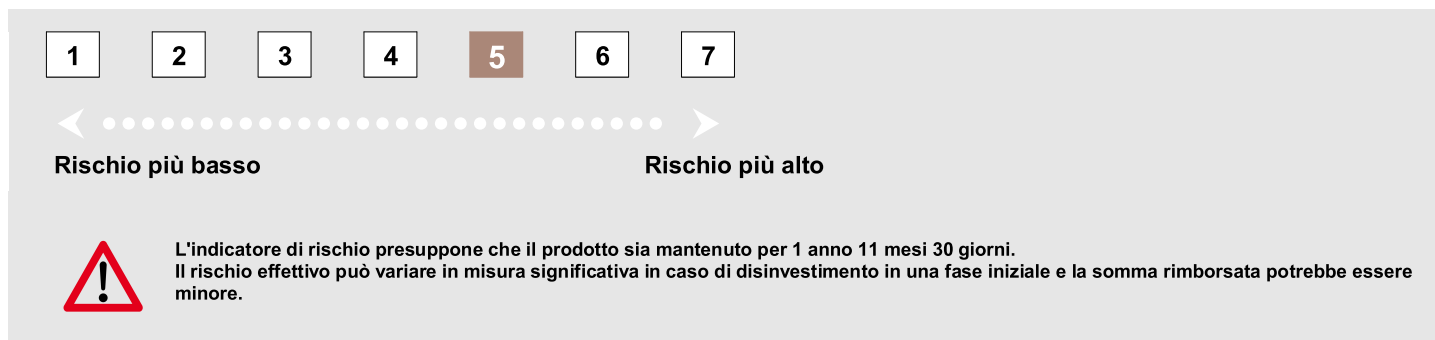 1 2 3 4 5 6 7
Rischio più basso Rischio più alto
L'indicatore di rischio presuppone che il prodotto sia mantenuto per 1 anno 11 mesi 30 giorni.
Il rischio effettivo può variare in misura significativa in caso di disinvestimento in una fase iniziale e la somma rimborsata potrebbe essere
minore.